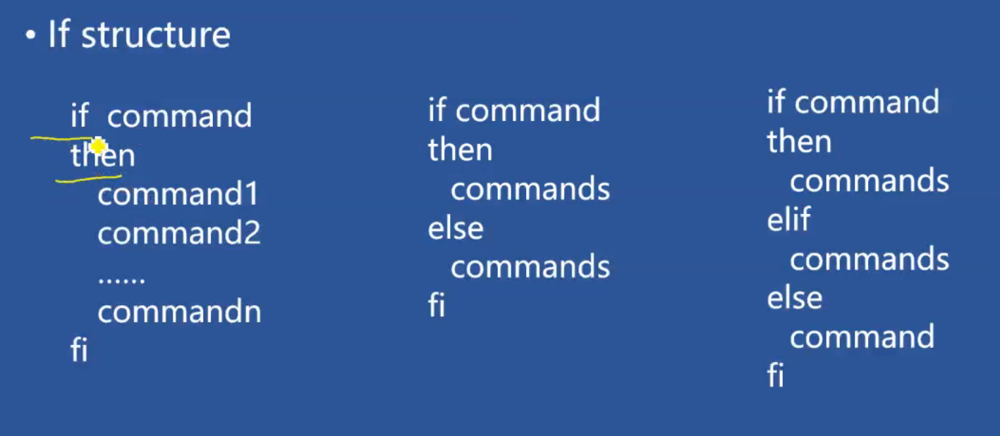 • If structure
if command
then
command1
command2
......
commandn
fi
if command
then
commands
else
commands
fi
if command
then
commands
elif
commands
else
command
fi